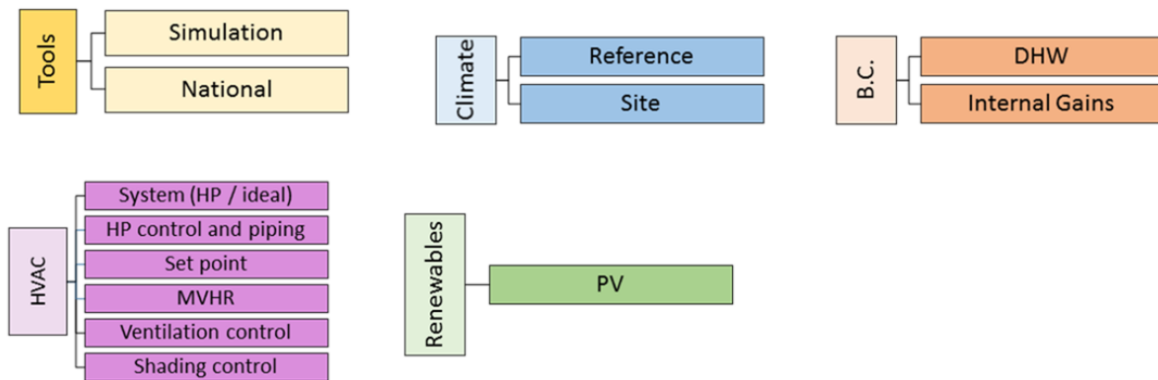 Tools
Simulation
National
Climate
Reference
Site
B.C.
DHW
Internal Gains
HVAC
System (HP / ideal)
HP control and piping
Set point
MVHR
Ventilation control
Shading control
Renewables
PV